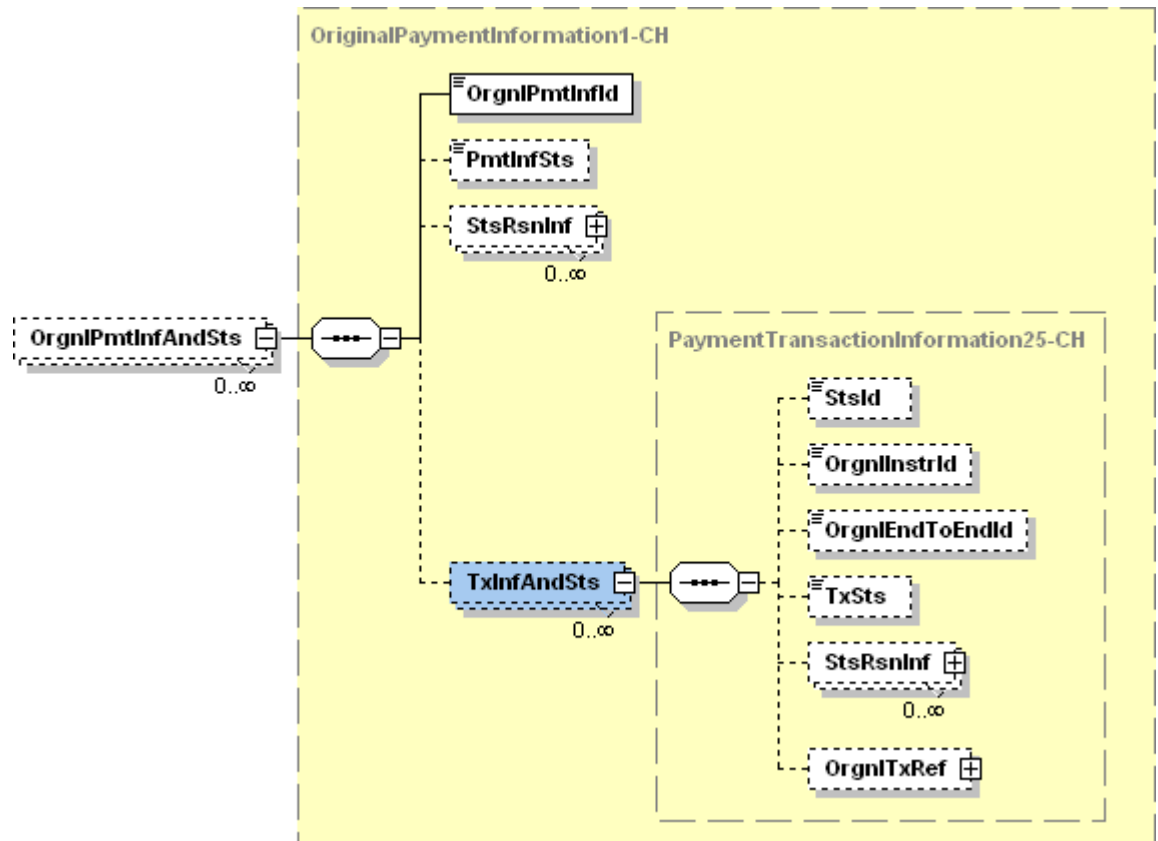 OriginalPaymentInformation1-CH
OrgnlPmtInfId
PmtInfSts
StsRsnInf
0..∞
OrgnlPmtInfAndSts
0..∞
TxInfAndSts
0..∞
PaymentTransactionInformation25-CH
StsId
OrgnlInstrId
OrgnlEndToEndId
TxSts
StsRsnInf
0..∞
OrgnlTxRef